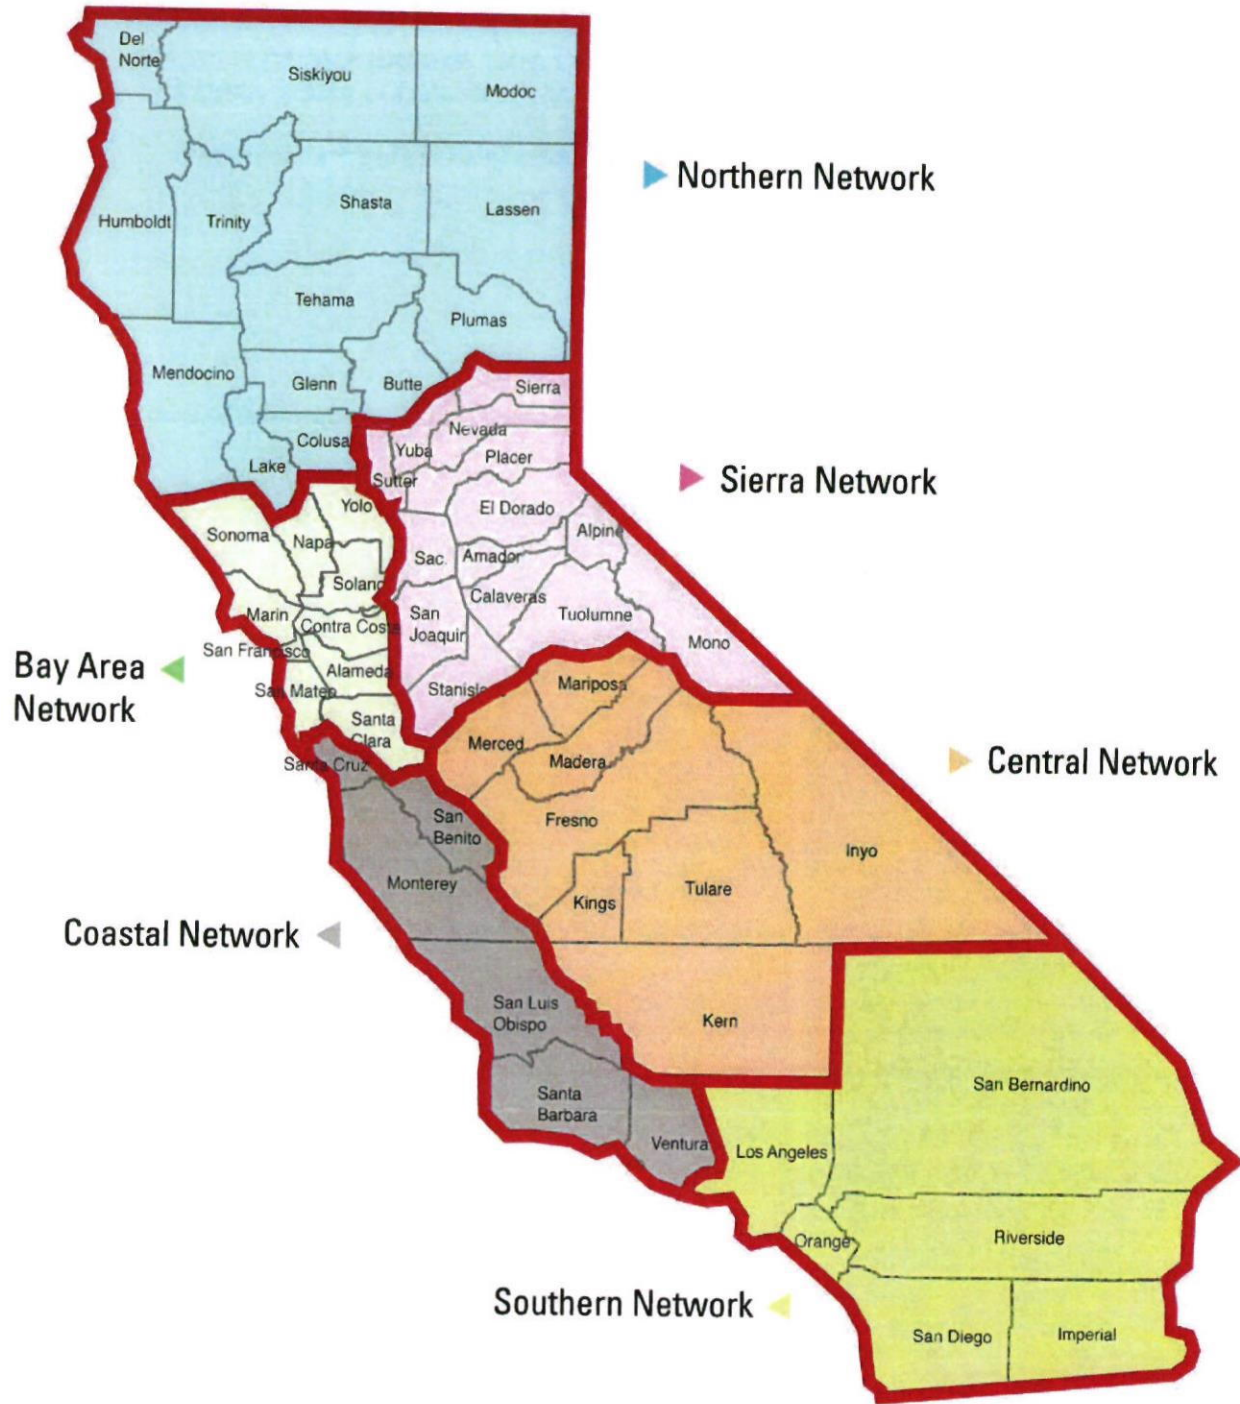 Del
Norte
Siskiyou
Modoc
Humboldt
Trinity
Shasta
Lassen
Northern Network
Tehama
Plumas
Mendocino
Glenn
Butte
Sierra
Colusa
Nevada
Yuba
Placer
Lake
Sutter
Sierra Network
Yolo
El Dorado
Sonoma
Napa
Alpine
Sac.
Amador
Solano
Calaveras
Marin
San
Joaquin
Tuolumne
Contra Costa
San Francisco
Mono
Bay Area
Network
Alameda
San Mateo
Stanislaus
Mariposa
Santa
Clara
Merced
Santa Cruz
Madera
Central Network
San
Benito
Fresno
Inyo
Monterey
Kings
Tulare
Coastal Network
San Luis
Obispo
Kern
San Bernardino
Santa
Barbara
Ventura
Los Angeles
Orange
Riverside
Southern Network
San Diego
Imperial